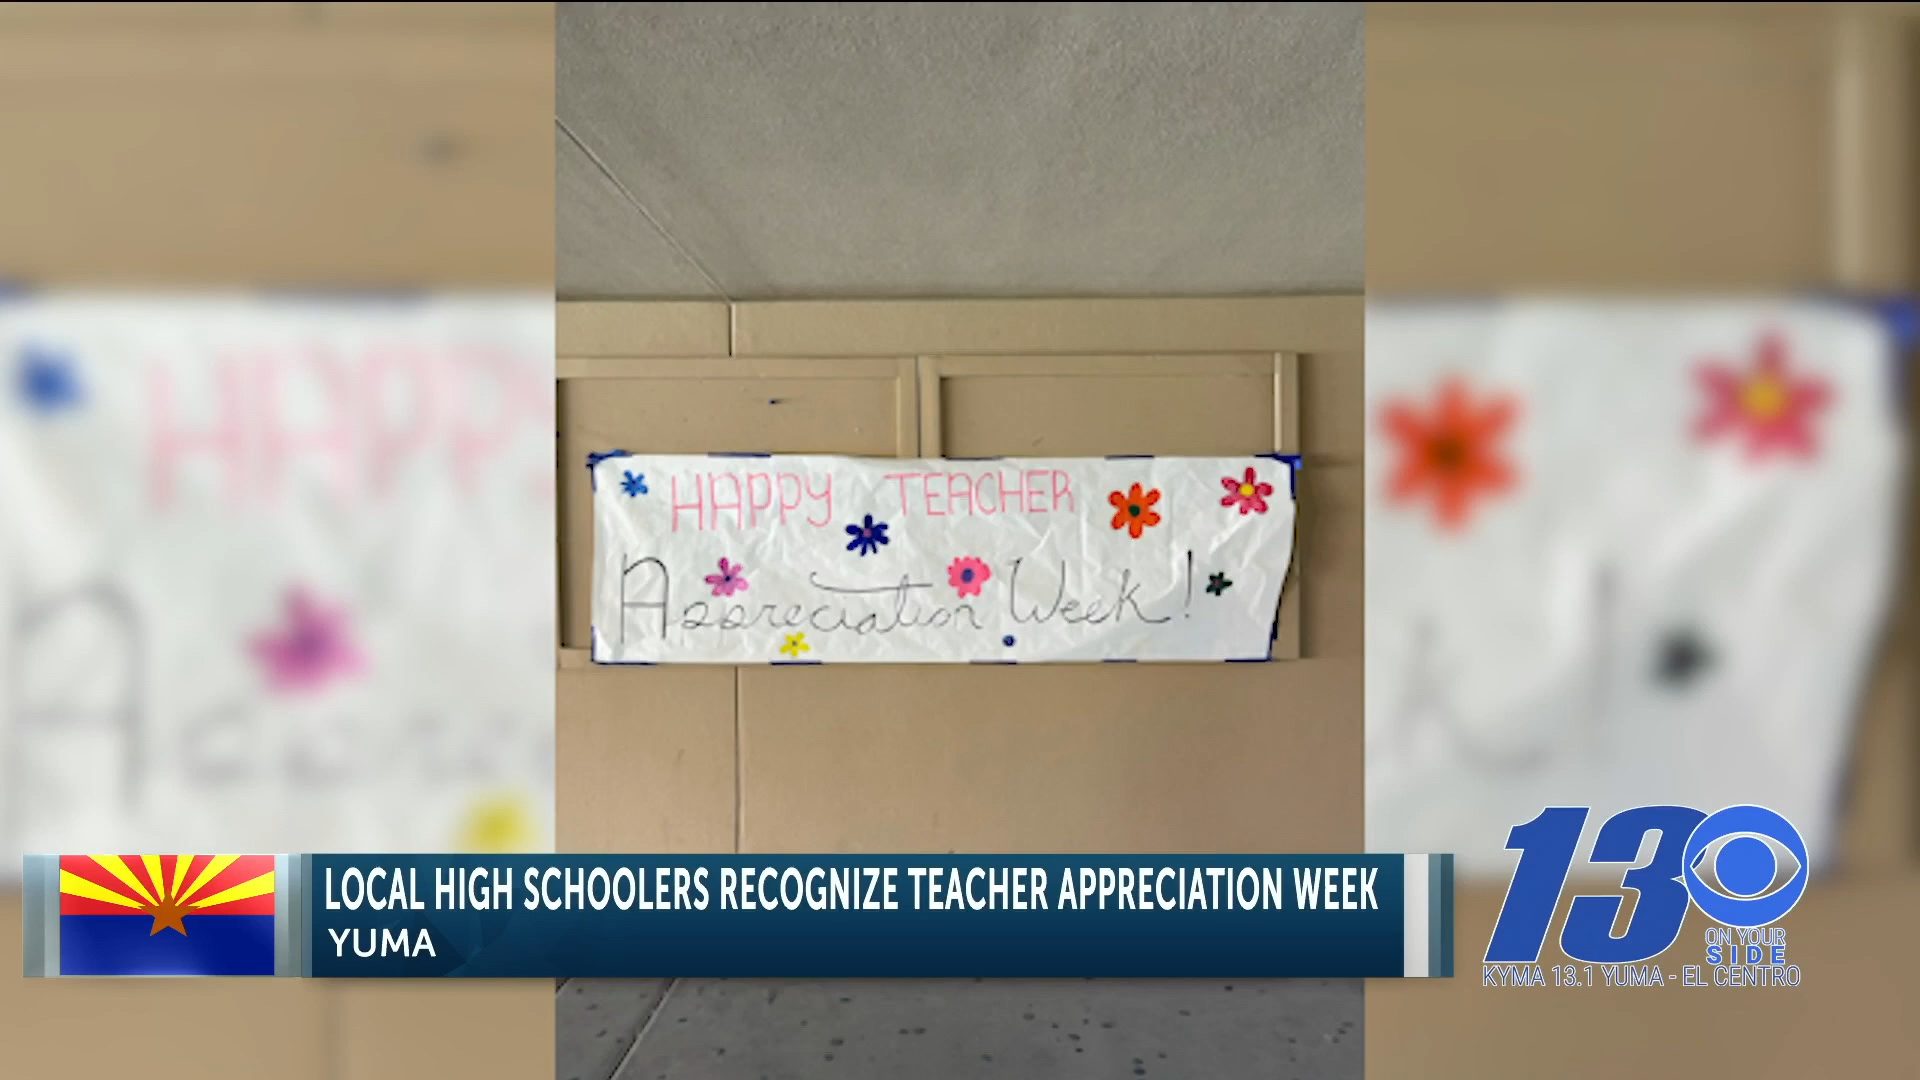 HAPPY TEACHER
Appreciation Week!
LOCAL HIGH SCHOOLERS RECOGNIZE TEACHER APPRECIATION WEEK
YUMA
13
ON YOUR
SIDE
KYMA 13.1 YUMA - EL CENTRO